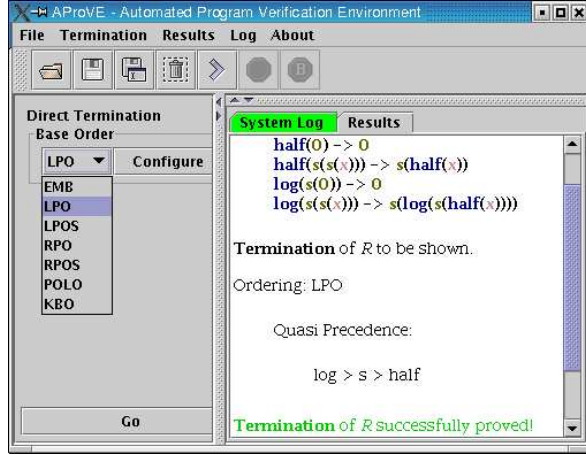 AProVE - Automated Program Verification Environment
File Termination Results Log About
Direct Termination
Base Order
LPO Configure
EMB
LPO
LPOS
RPO
RPOS
POLO
KBO
Go
System Log Results
half(0) -> 0
half(s(s(x))) -> s(half(x))
log(s(0)) -> 0
log(s(s(x))) -> s(log(s(half(x))))
Termination of R to be shown.
Ordering: LPO
Quasi Precedence:
log > s > half
Termination of R successfully proved!